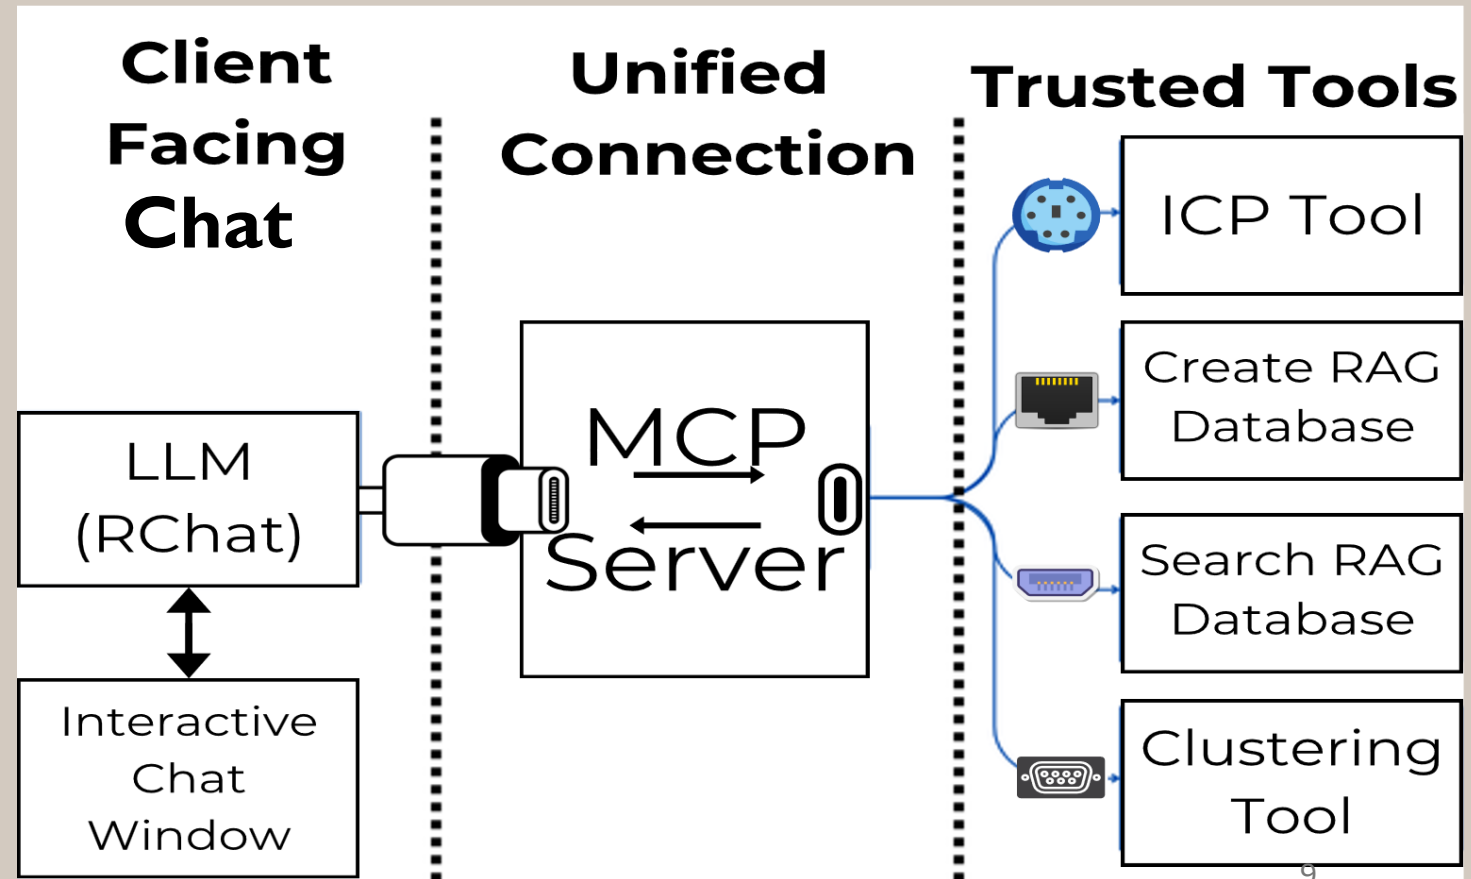 Client
Facing
Chat
LLM
(RChat)
Interactive
Chat
Window
Unified
Connection
MCP
Server
Trusted Tools
ICP Tool
Create RAG
Database
Search RAG
Database
Clustering
Tool
9